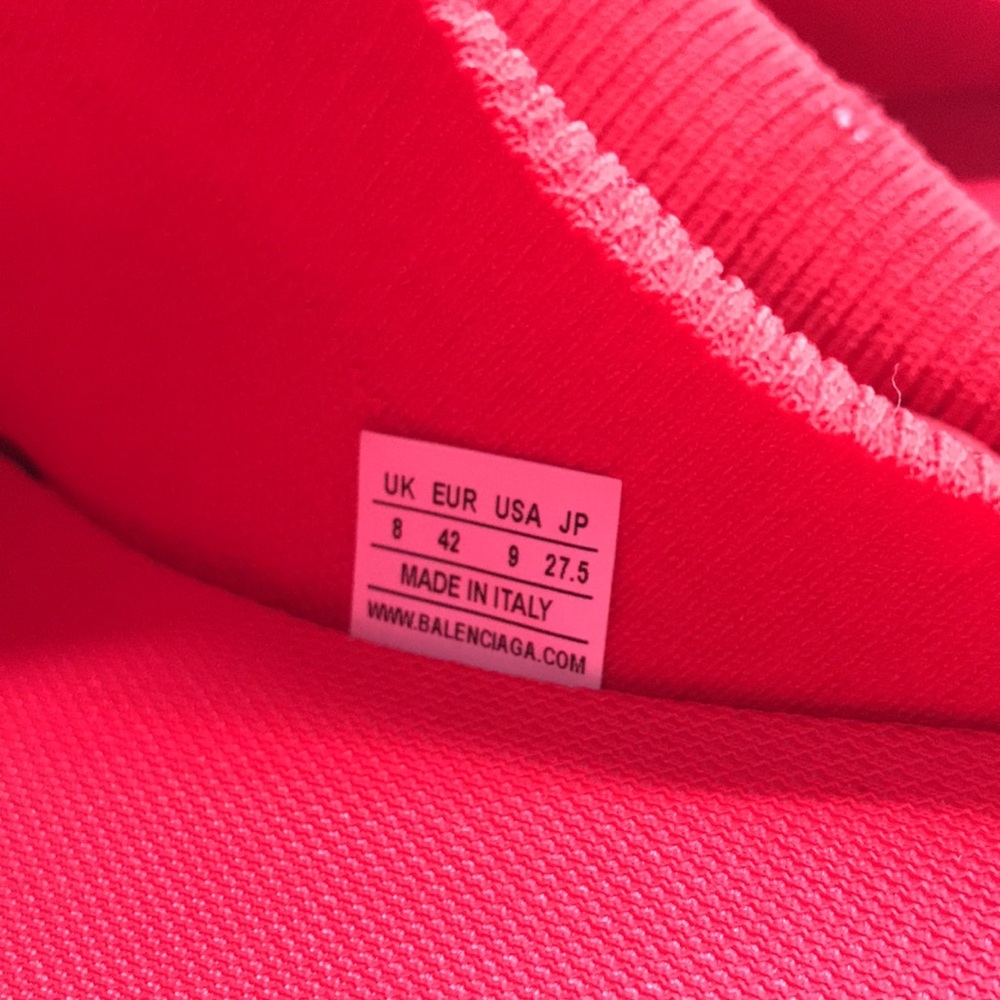 UK EUR USA JP
8 42 9 27.5
MADE IN ITALY
WWW.BALENCIAGA.COM